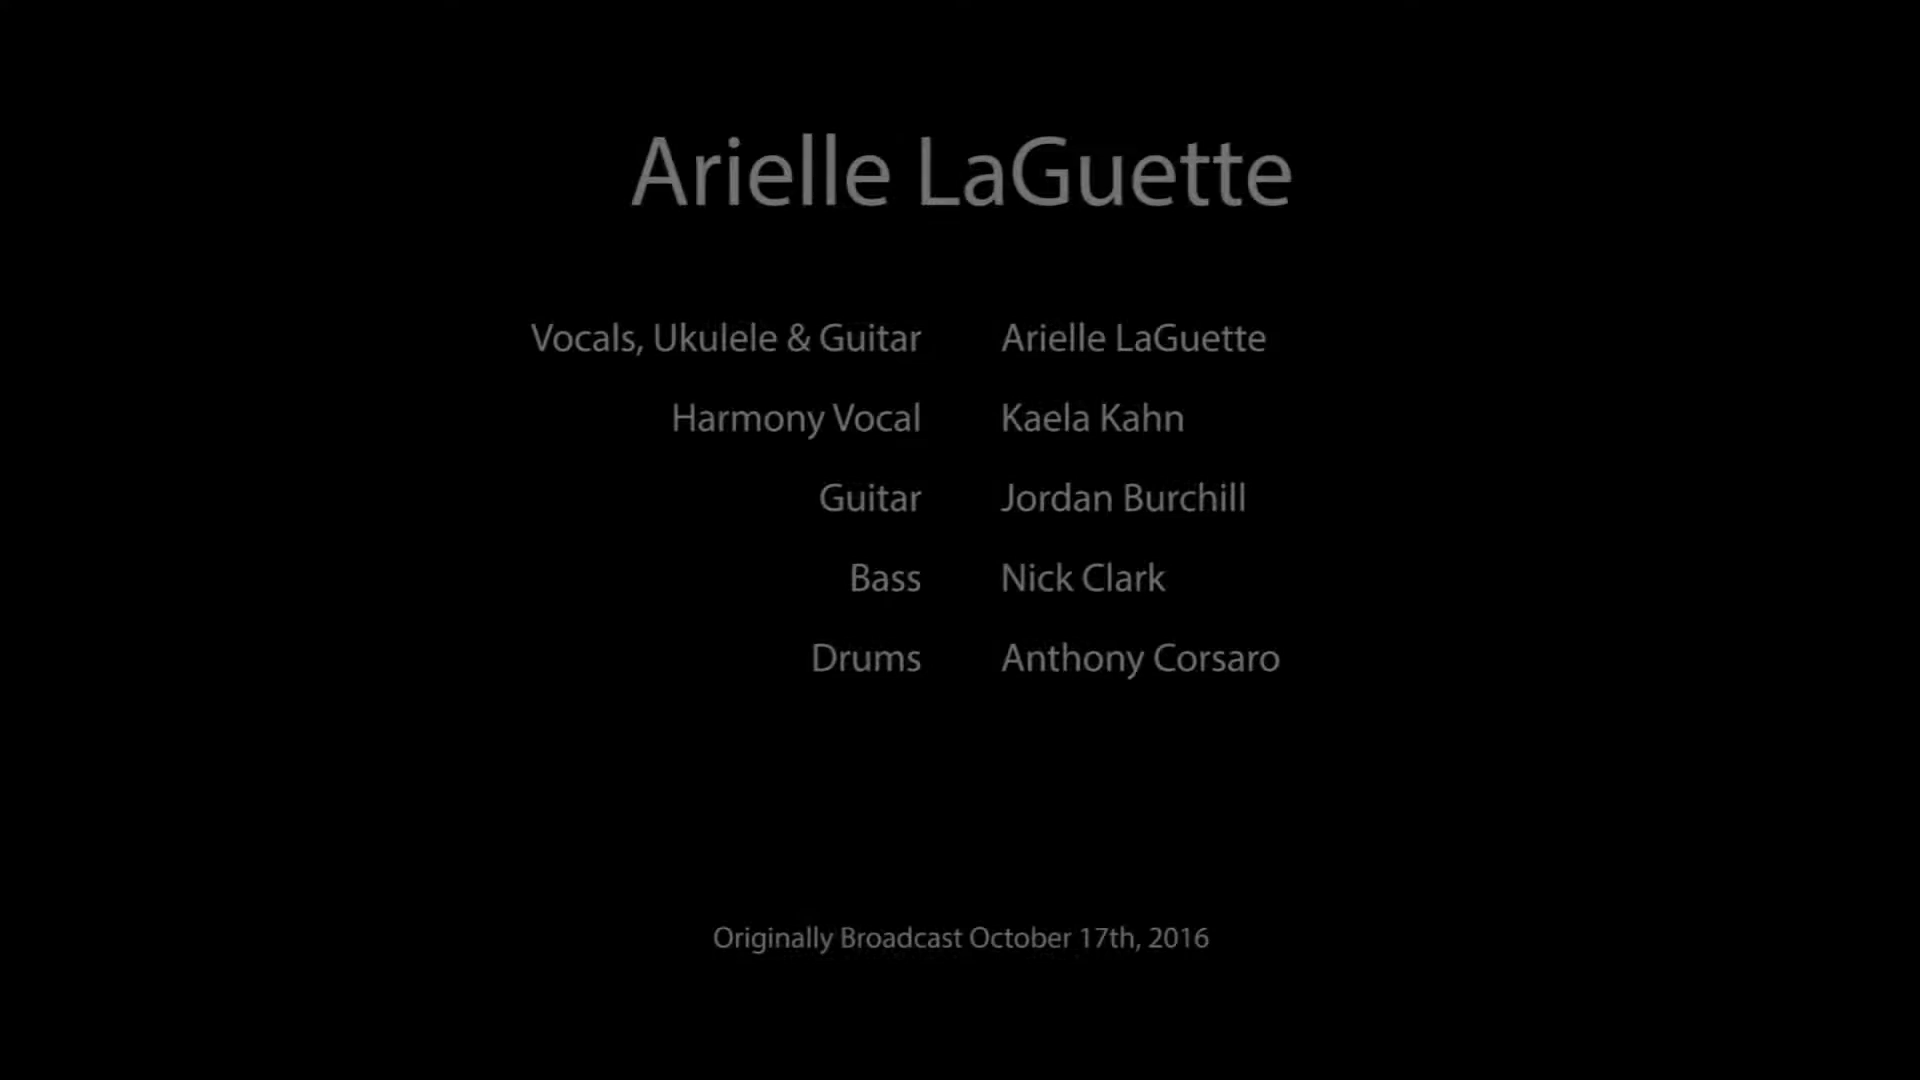 Arielle LaGuette
Vocals, Ukulele & Guitar Arielle LaGuette
Harmony Vocal Kaela Kahn
Guitar Jordan Burchill
Bass Nick Clark
Drums Anthony Corsaro
Originally Broadcast October 17th, 2016